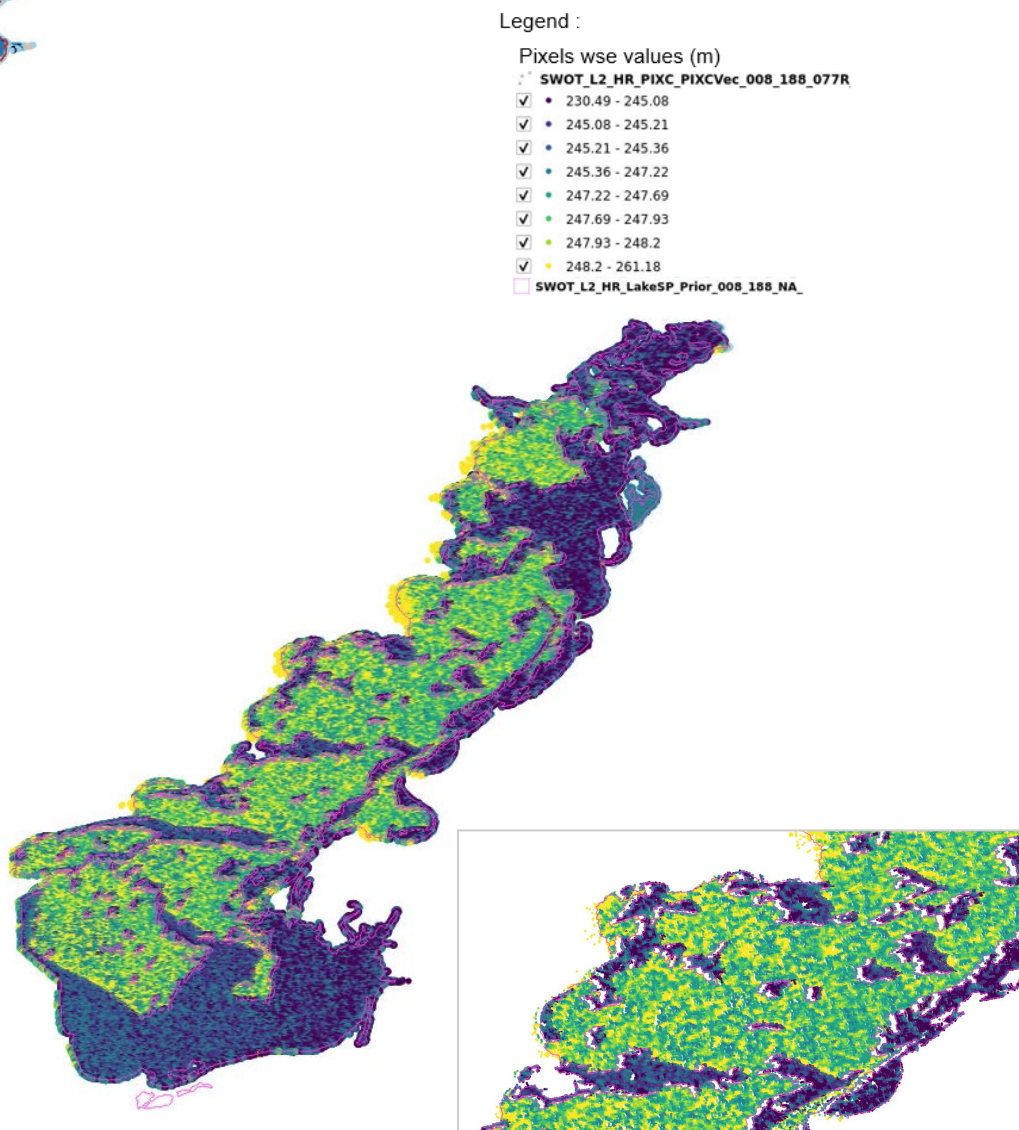 Legend :
Pixels wse values (m)
SWOT_L2_HR_PIXC_PIXCVec_008_188_077R
230.49 - 245.08
245.08 - 245.21
245.21 - 245.36
245.36 - 247.22
247.22 - 247.69
247.69 - 247.93
247.93 - 248.2
248.2 - 261.18
SWOT_L2_HR_LakeSP_Prior_008_188_NA_